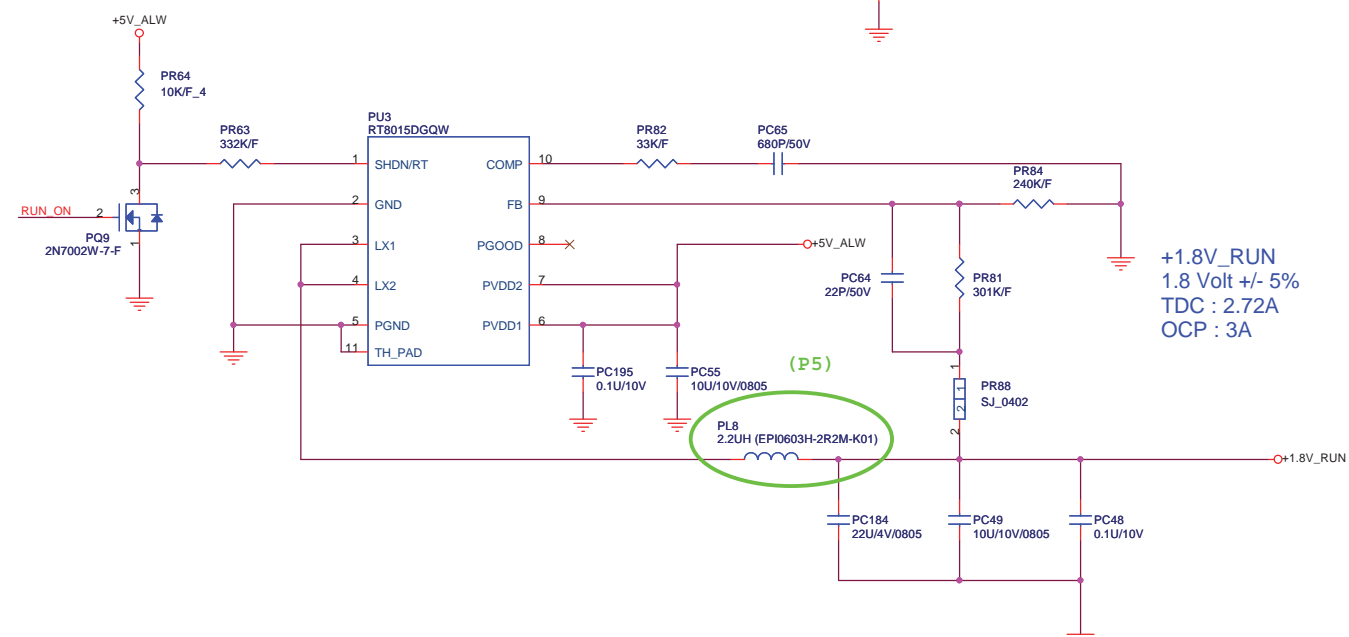 +5V_ALW
PR64
10K/F_4
PR63
332K/F
PU3
RT8015DGQW
1
SHDN/RT
2
GND
3
LX1
4
LX2
5
PGND
11
TH_PAD
COMP
10
FB
9
PGOOD
8
PVDD2
7
PVDD1
6
RUN_ON
2
3
1
PQ9
2N7002W-7-F
PR82
33K/F
PC65
680P/50V
PR84
240K/F
+5V_ALW
PC64
22P/50V
PR81
301K/F
+1.8V_RUN
1.8 Volt +/- 5%
TDC : 2.72A
OCP : 3A
PC195
0.1U/10V
PC55
10U/10V/0805
(P5)
PL8
2.2UH (EPI0603H-2R2M-K01)
1
1
2
2
PR88
SJ_0402
+1.8V_RUN
PC184
22U/4V/0805
PC49
10U/10V/0805
PC48
0.1U/10V